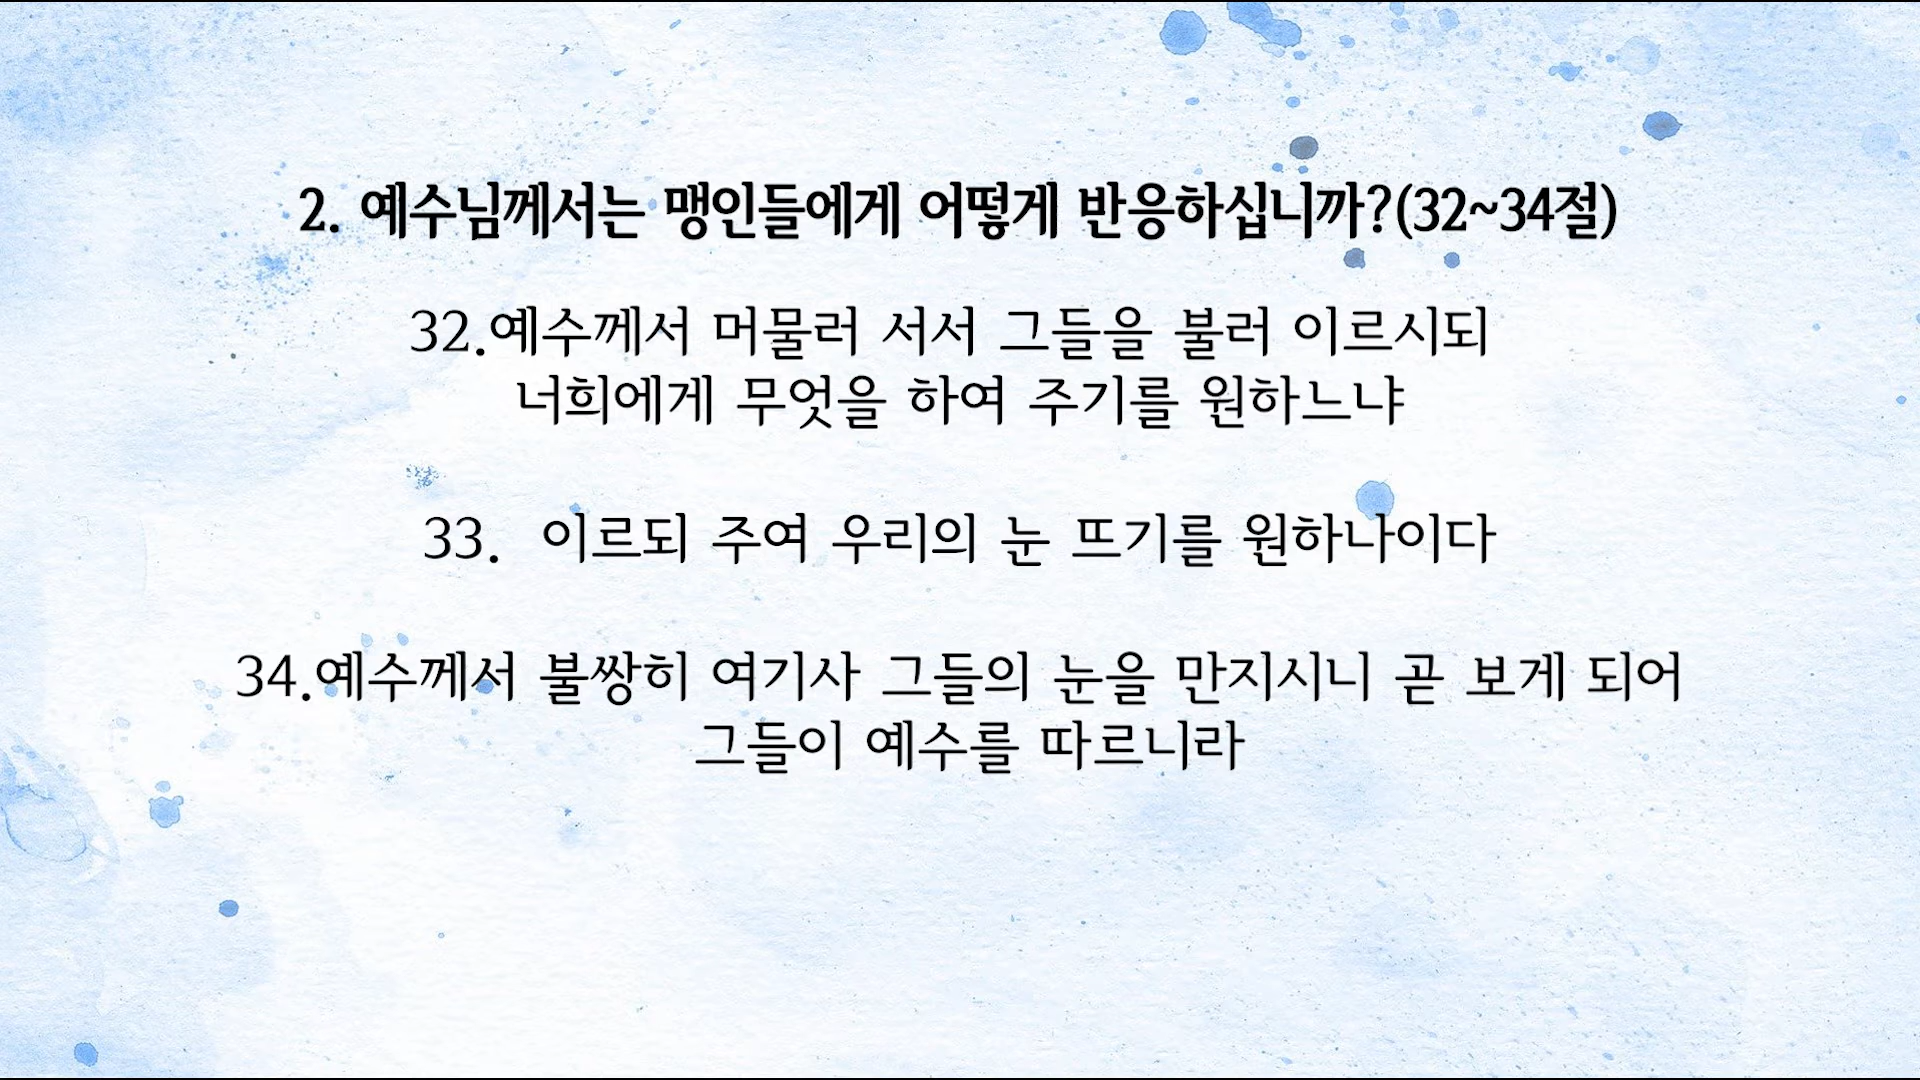 2. 예수님께서는 맹인들에게 어떻게 반응하십니까?(32~34절)
32.예수께서 머물러 서서 그들을 불러 이르시되
너희에게 무엇을 하여 주기를 원하느냐
33. 이르되 주여 우리의 눈 뜨기를 원하나이다
34.예수께서 불쌍히 여기사 그들의 눈을 만지시니 곧 보게 되어
그들이 예수를 따르니라